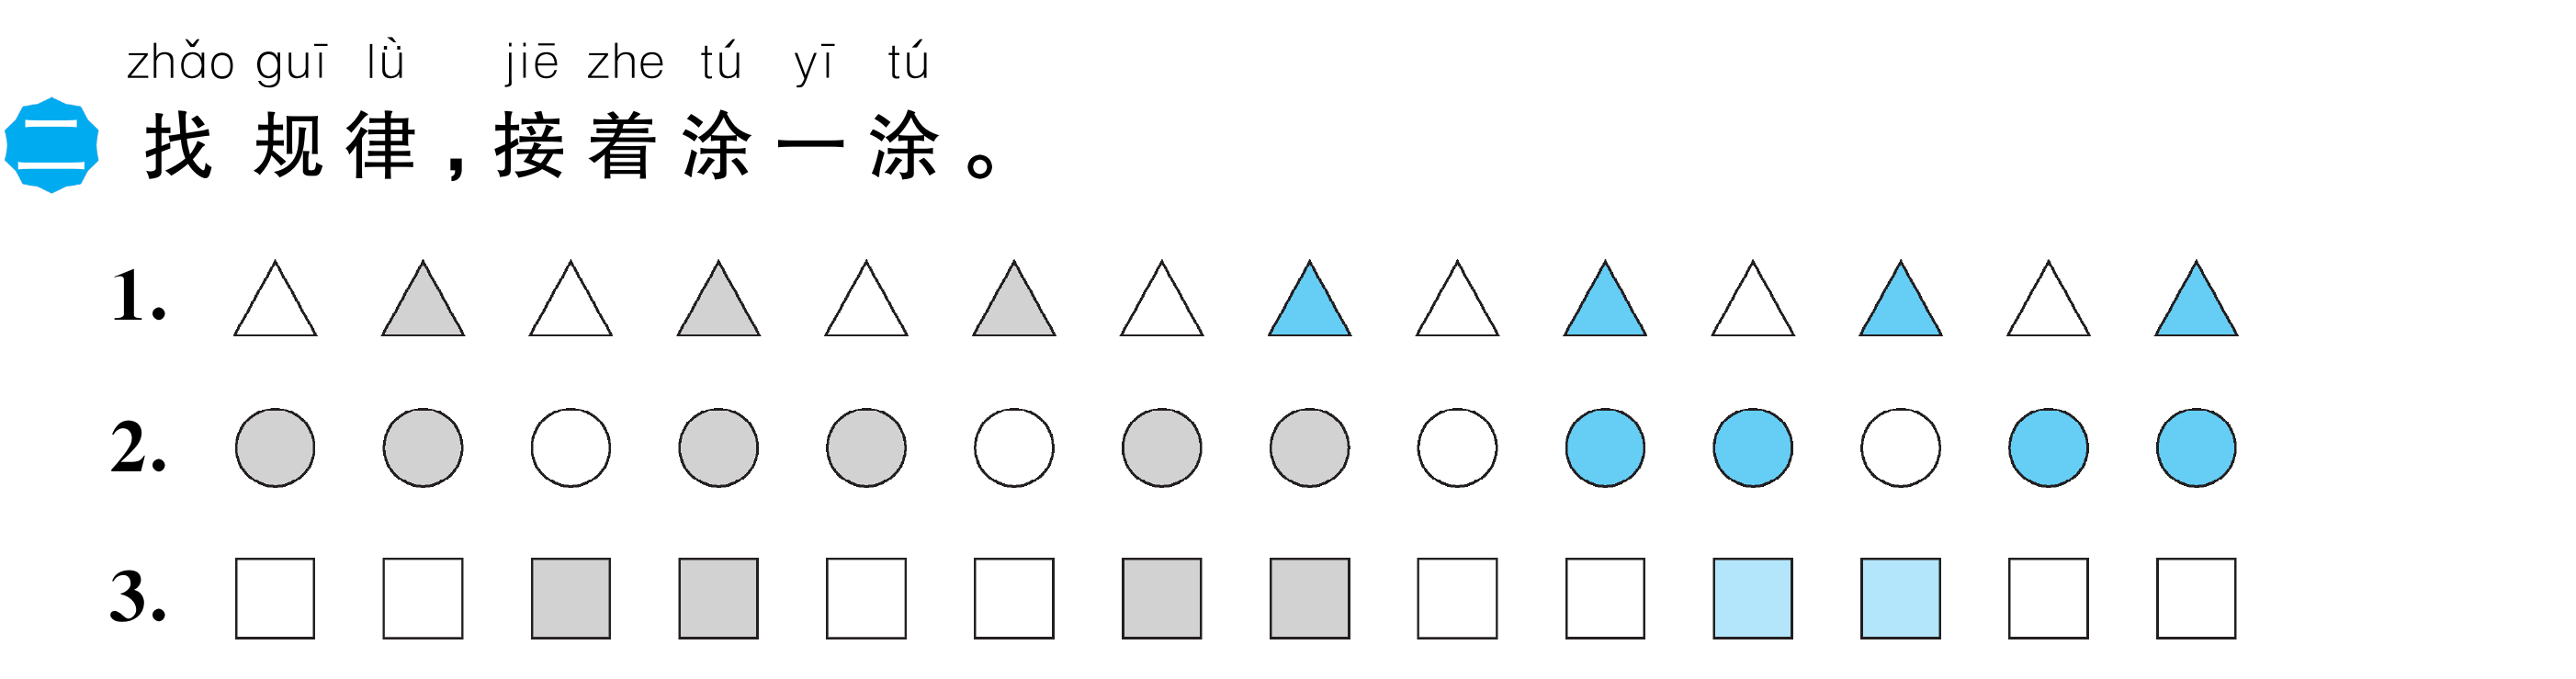 zhǎo guī lǜ jiē zhe tú yī tú
二 找规律，接着涂一涂。
1.
2.
3.